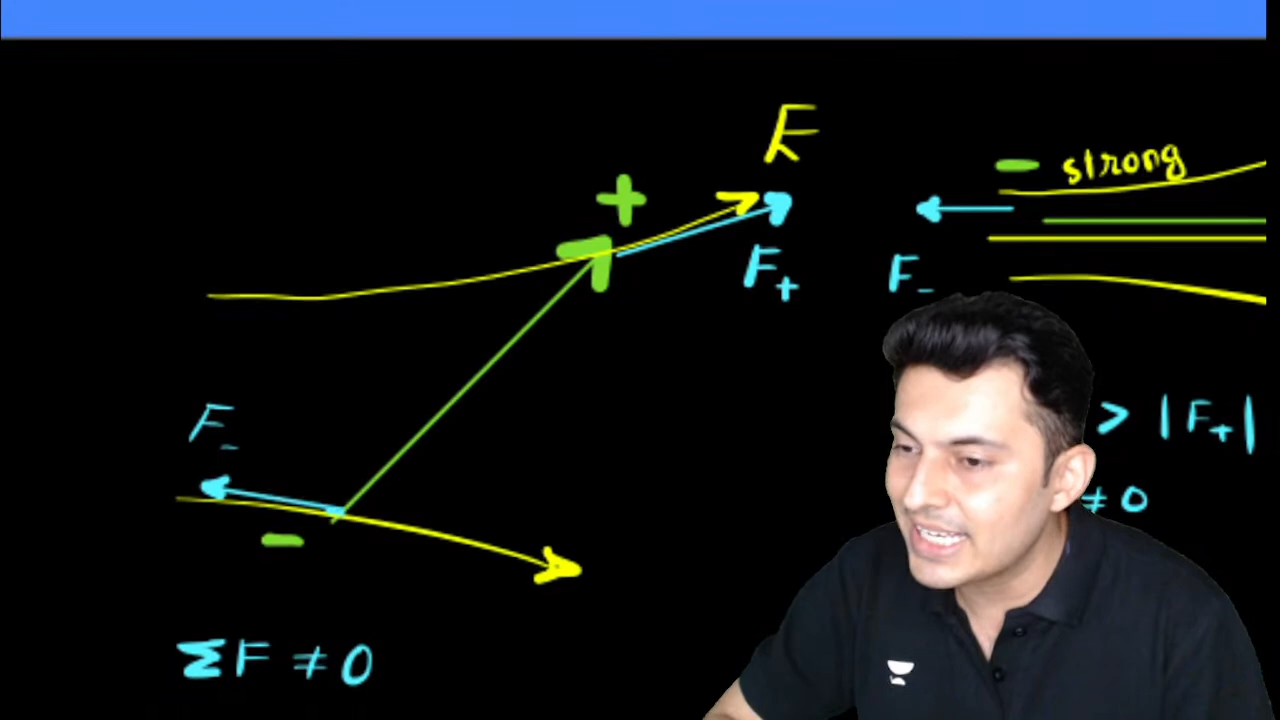 E
+
F₊
F₋
-
ΣF ≠ 0
- strong
F₋
> |F₊|
≠ 0